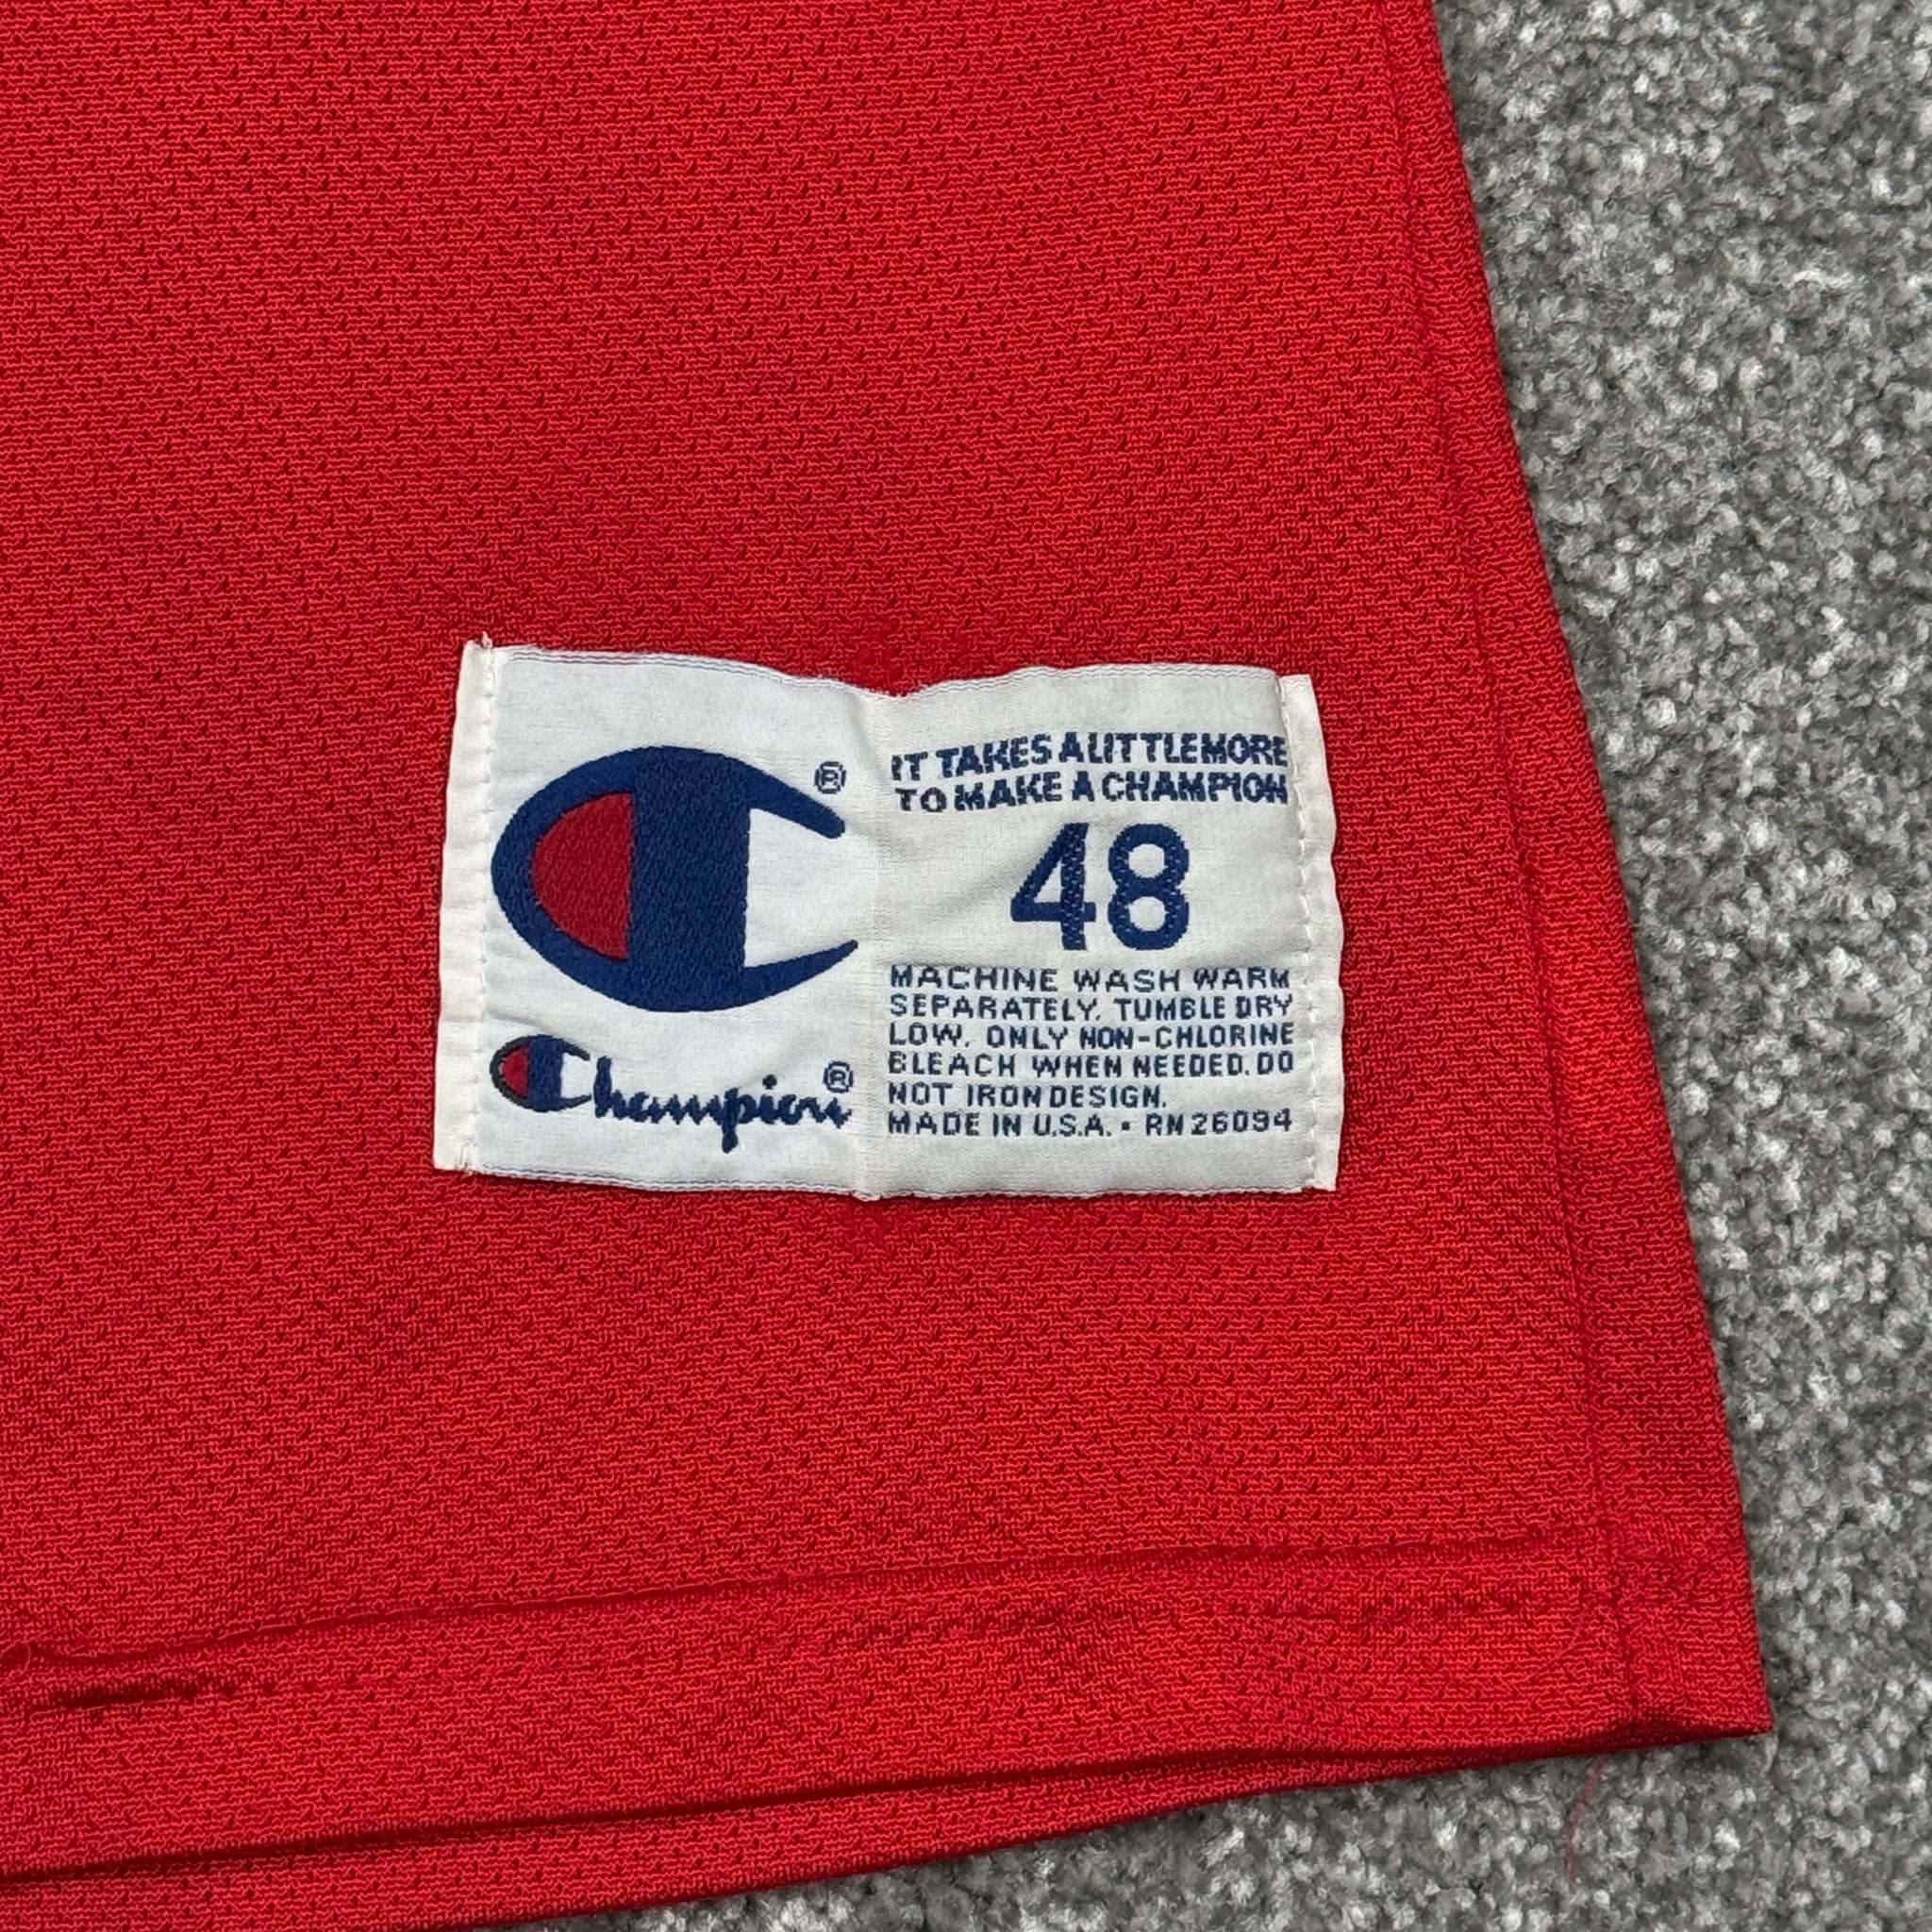 ®
Champion®
IT TAKES A LITTLE MORE
TO MAKE A CHAMPION
48
MACHINE WASH WARM
SEPARATELY. TUMBLE DRY
LOW. ONLY NON-CHLORINE
BLEACH WHEN NEEDED. DO
NOT IRON DESIGN.
MADE IN U.S.A. • RN 26094